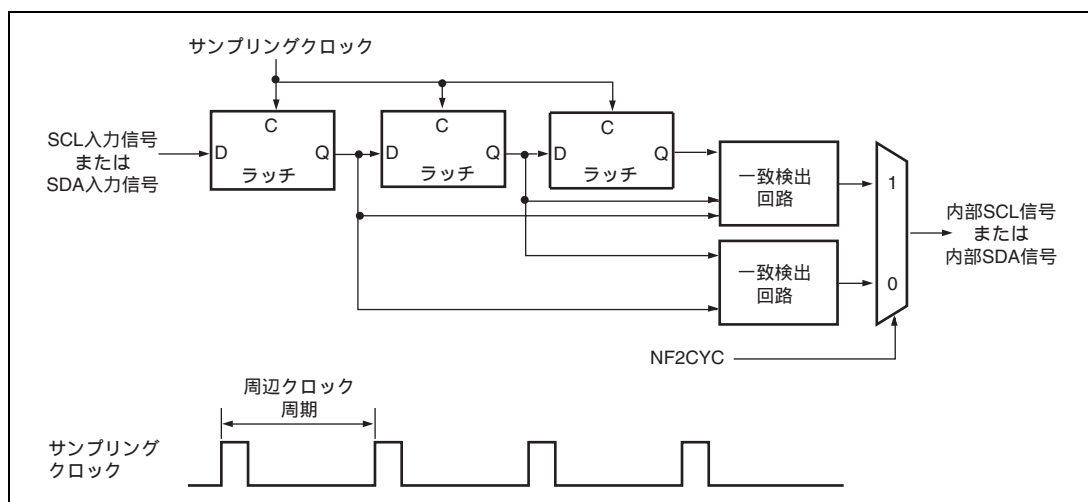 サンプリングクロック
SCL入力信号
または
SDA入力信号
C
D
Q
ラッチ
C
D
Q
ラッチ
C
D
Q
ラッチ
一致検出
回路
一致検出
回路
1
0
内部SCL信号
または
内部SDA信号
NF2CYC
周辺クロック
周期
サンプリング
クロック